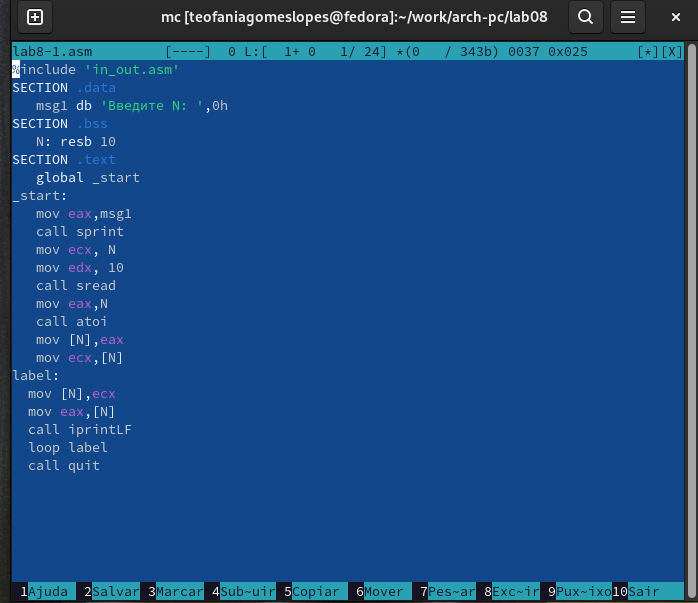 mc [teofaniagomeslopes@fedora]:~/work/arch-pc/lab08
lab8-1.asm         [----]  0 L:[  1+ 0   1/ 24] *(0   / 343b) 0037 0x025      [*][X]
%include 'in_out.asm'
SECTION .data
   msg1 db 'Введите N: ',0h
SECTION .bss
   N: resb 10
SECTION .text
   global _start
_start:
   mov eax,msg1
   call sprint
   mov ecx, N
   mov edx, 10
   call sread
   mov eax,N
   call atoi
   mov [N],eax
   mov ecx,[N]
label:
  mov [N],ecx
  mov eax,[N]
  call iprintLF
  loop label
  call quit
1Ajuda  2Salvar 3Marcar 4Sub~uir 5Copiar  6Mover  7Pes~ar 8Exc~ir 9Pux~ixo 10Sair